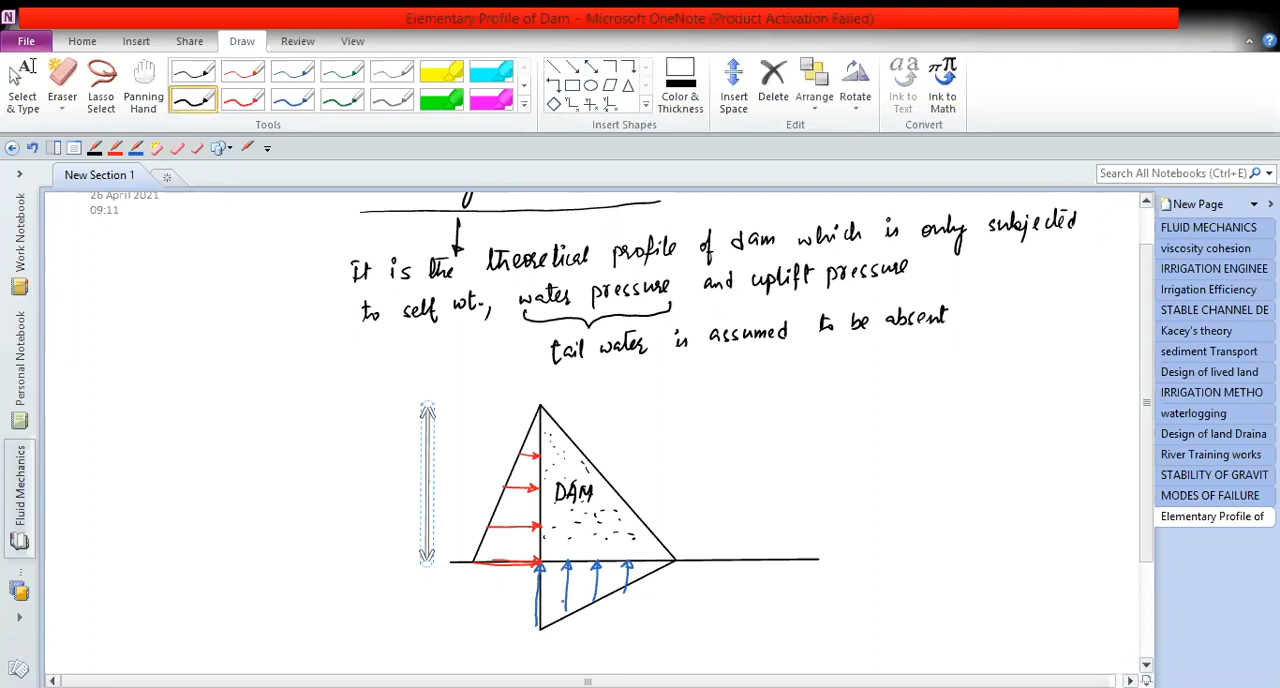 Elementary Profile of Dam - Microsoft OneNote (Product Activation Failed)
File Home Insert Share Draw Review View
Select & Type
Eraser
Lasso Select
Panning Hand
Color & Thickness
Insert Space
Delete
Arrange
Rotate
Ink to Text
Ink to Math
Tools
Insert Shapes
Edit
Convert
New Section 1
Search All Notebooks (Ctrl+E)
26 April 2021
09:11
It is the theoretical profile of dam which is only subjected
to self wt., water pressure and uplift pressure
tail water is assumed to be absent
DAM
Work Notebook
Personal Notebook
Fluid Mechanics
New Page
FLUID MECHANICS
viscosity cohesion
IRRIGATION ENGINEE
Irrigation Efficiency
STABLE CHANNEL DE
Kacey's theory
sediment Transport
Design of lived land
IRRIGATION METHO
waterlogging
Design of land Draina
River Training works
STABILITY OF GRAVIT
MODES OF FAILURE
Elementary Profile of